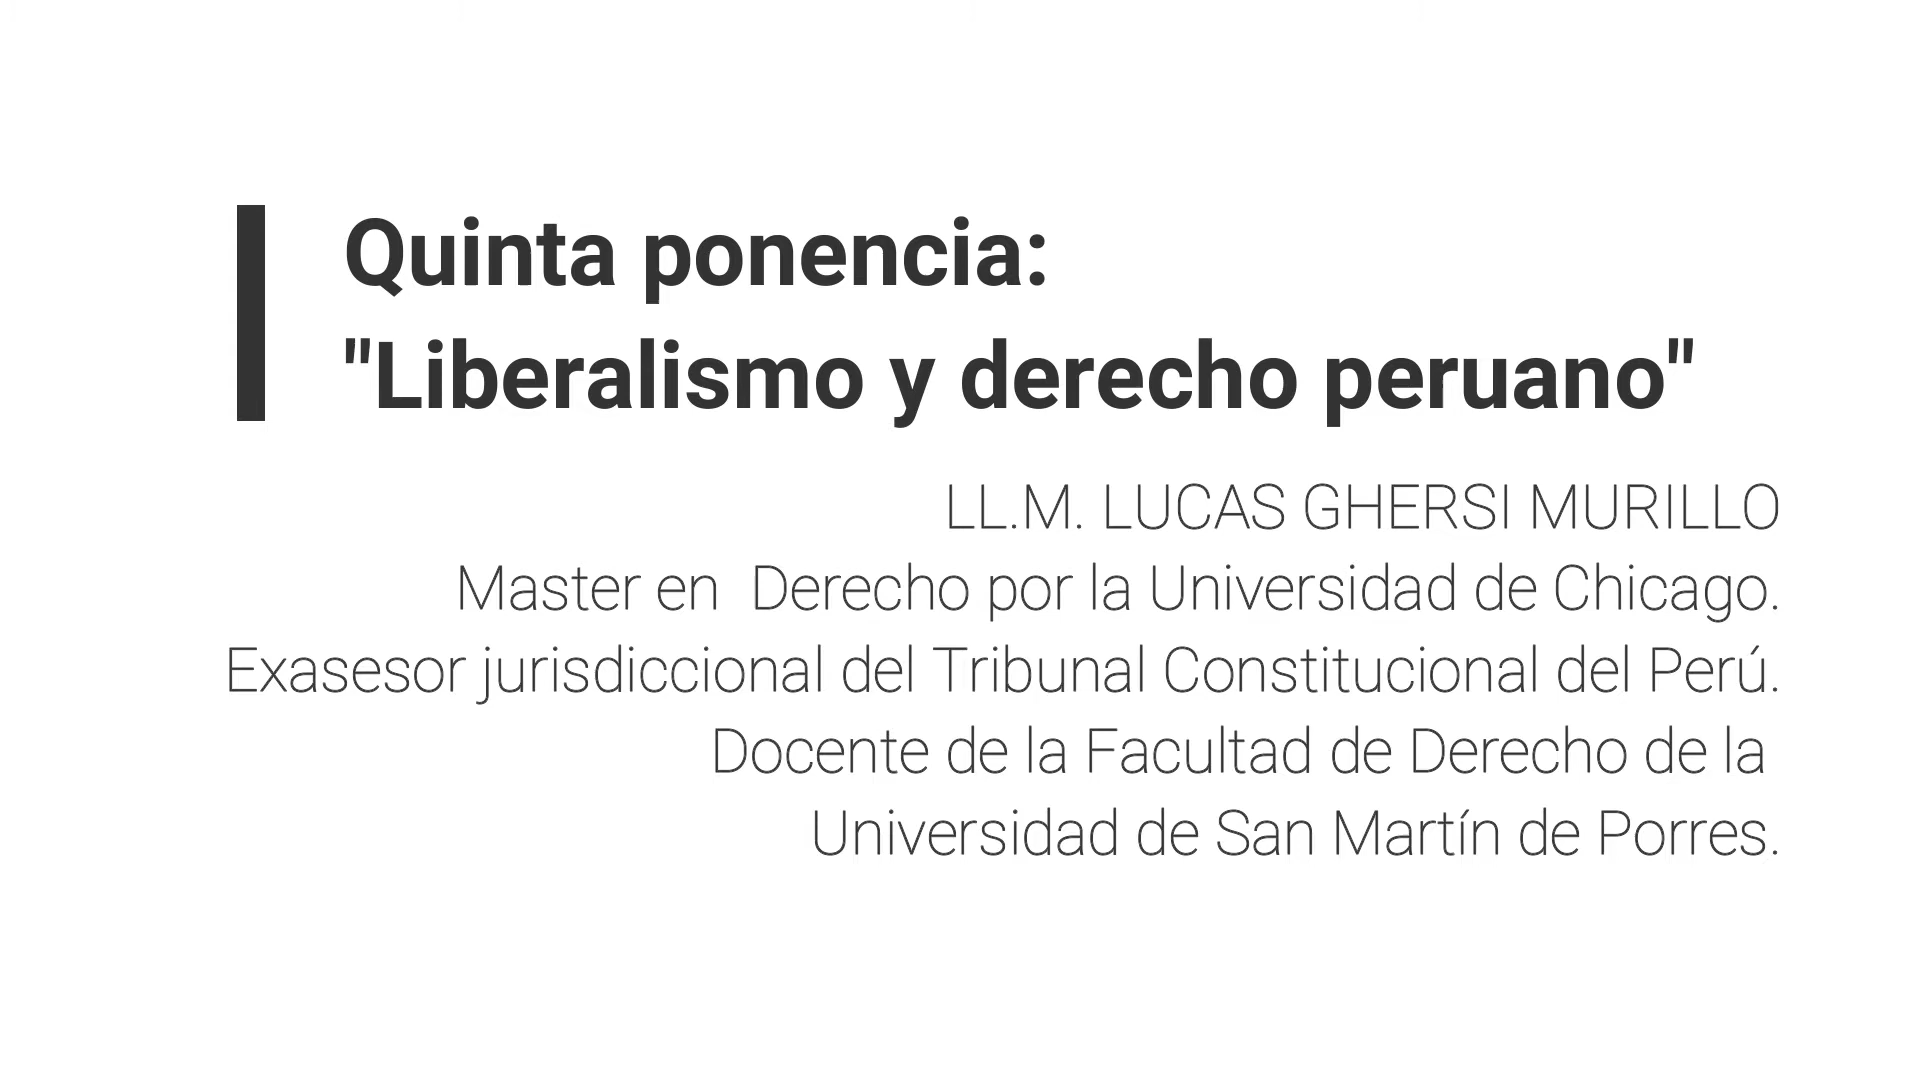 Quinta ponencia:
"Liberalismo y derecho peruano"
LL.M. LUCAS GHERSI MURILLO
Master en  Derecho por la Universidad de Chicago.
Exasesor jurisdiccional del Tribunal Constitucional del Perú.
Docente de la Facultad de Derecho de la
Universidad de San Martín de Porres.